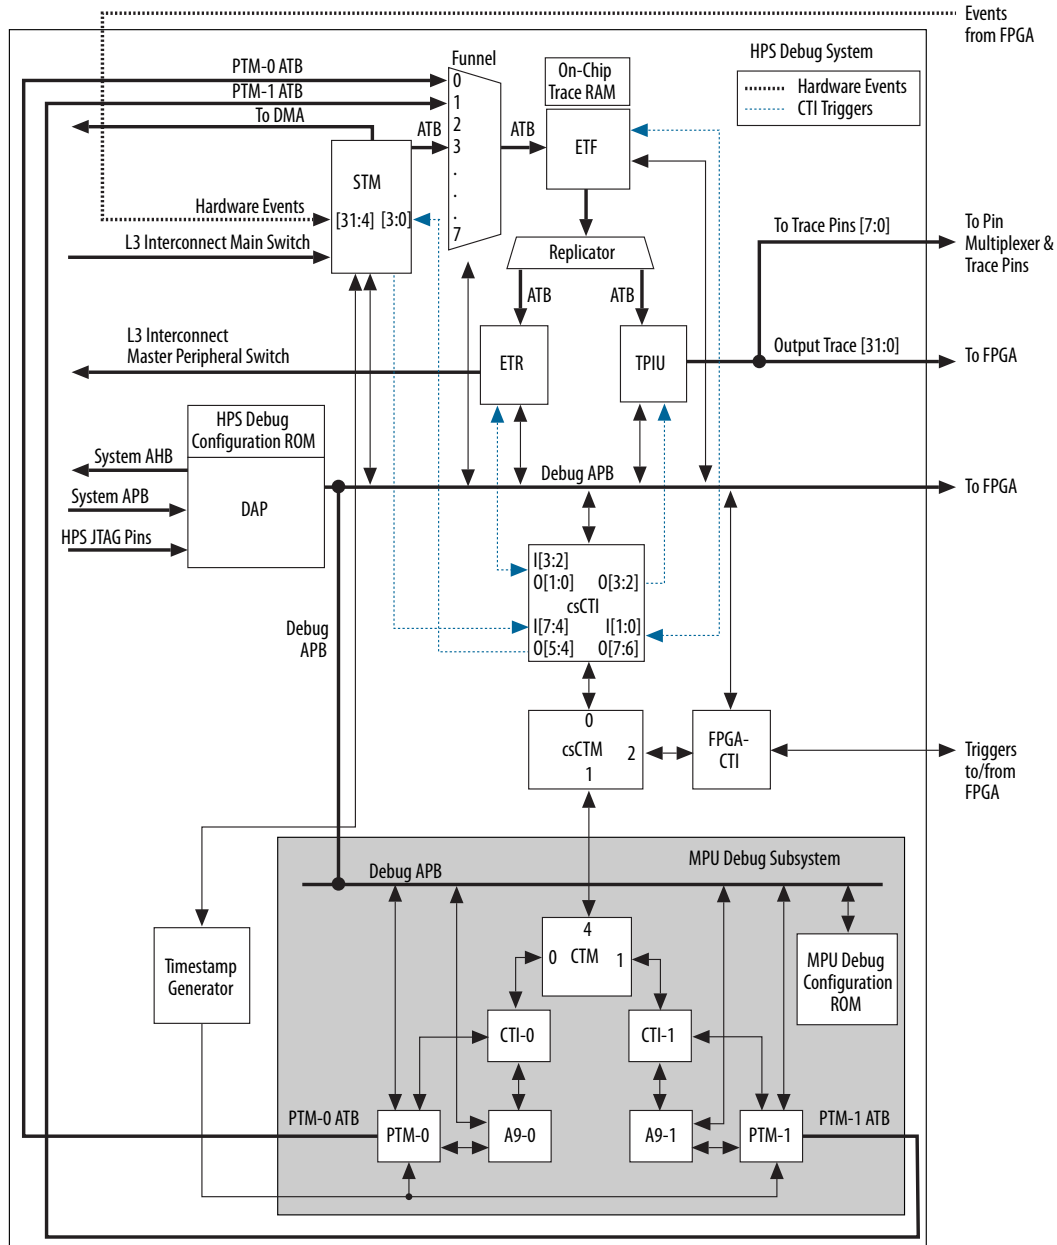 Events
from FPGA
HPS Debug System
Hardware Events
CTI Triggers
Funnel
On-Chip
Trace RAM
PTM-0 ATB
PTM-1 ATB
To DMA
0
1
2
3
.
.
.
7
ATB
ATB
ETF
STM
[31:4] [3:0]
Hardware Events
L3 Interconnect Main Switch
Replicator
To Trace Pins [7:0]
To Pin
Multiplexer &
Trace Pins
ATB
ATB
L3 Interconnect
Master Peripheral Switch
ETR
TPIU
Output Trace [31:0]
To FPGA
HPS Debug
Configuration ROM
System AHB
System APB
HPS JTAG Pins
DAP
Debug APB
To FPGA
I[3:2]
O[1:0] O[3:2]
csCTI
I[7:4] I[1:0]
O[5:4] O[7:6]
Debug
APB
0
csCTM
2
1
FPGA-
CTI
Triggers
to/from
FPGA
MPU Debug Subsystem
Debug APB
4
0 CTM 1
Timestamp
Generator
MPU Debug
Configuration
ROM
CTI-0
CTI-1
PTM-0 ATB
PTM-0
A9-0
A9-1
PTM-1
PTM-1 ATB